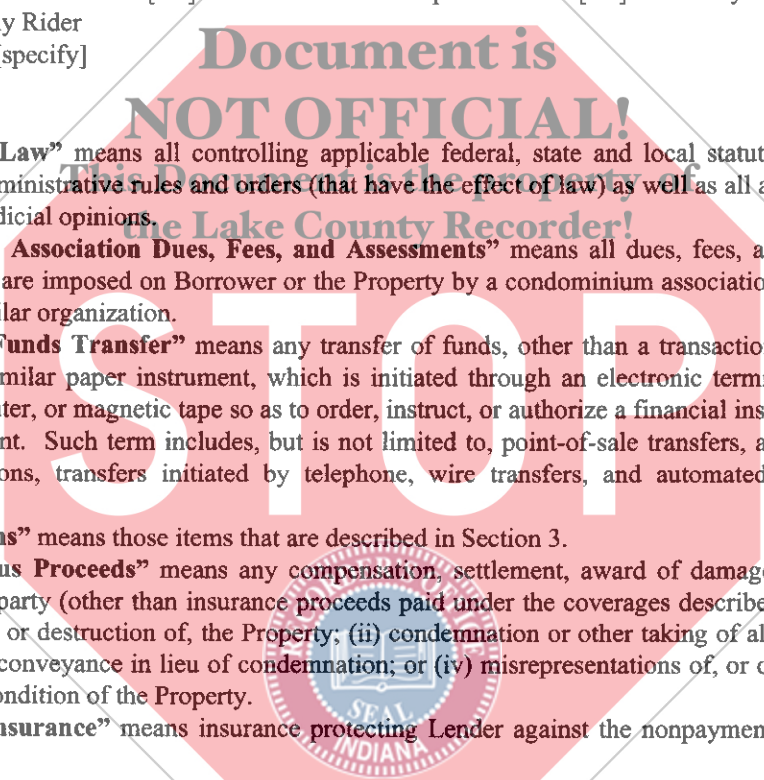 y Rider
[specify]
Document is
NOT OFFICIAL!
Law” means all controlling applicable federal, state and local statut
ministrative rules and orders (that have the effect of law) as well as all a
This Document is the property of
dicial opinions.
the Lake County Recorder!
Association Dues, Fees, and Assessments” means all dues, fees, a
are imposed on Borrower or the Property by a condominium associatio
lar organization.
Funds Transfer” means any transfer of funds, other than a transactio
milar paper instrument, which is initiated through an electronic term
ter, or magnetic tape so as to order, instruct, or authorize a financial ins
nt. Such term includes, but is not limited to, point-of-sale transfers, a
ons, transfers initiated by telephone, wire transfers, and automated
STOP
ns” means those items that are described in Section 3.
us Proceeds” means any compensation, settlement, award of damag
party (other than insurance proceeds paid under the coverages describe
or destruction of, the Property; (ii) condemnation or other taking of al
conveyance in lieu of condemnation; or (iv) misrepresentations of, or o
ondition of the Property.
nsurance” means insurance protecting Lender against the nonpaymen
SEAL
INDIANA